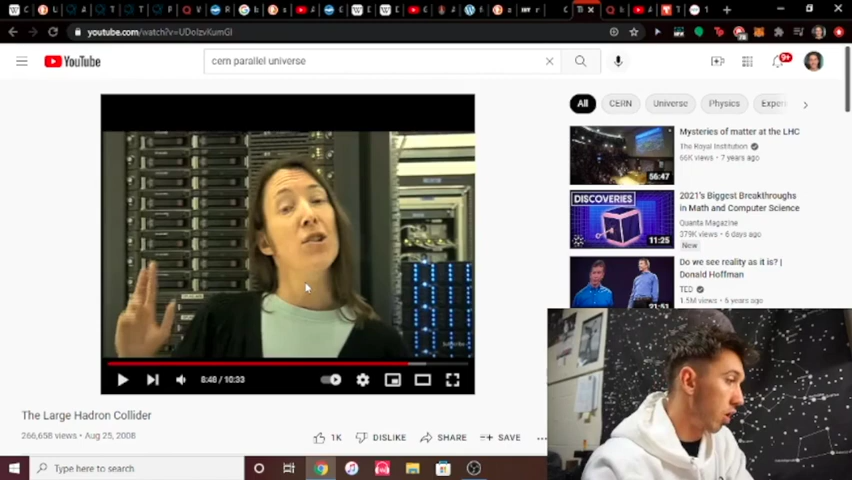 youtube.com/watch?v=UDolzvKumGI
YouTube
cern parallel universe
9+
All
CERN
Universe
Physics
Mysteries of matter at the LHC
The Royal Institution
66K views • 7 years ago
56:47
2021's Biggest Breakthroughs
in Math and Computer Science
Quanta Magazine
379K views • 6 days ago
New
DISCOVERIES
11:25
Do we see reality as it is? |
Donald Hoffman
TED
1.5M views • 6 years ago
21:51
8:48 / 10:33
The Large Hadron Collider
266,658 views • Aug 25, 2008
1K
DISLIKE
SHARE
SAVE
Type here to search